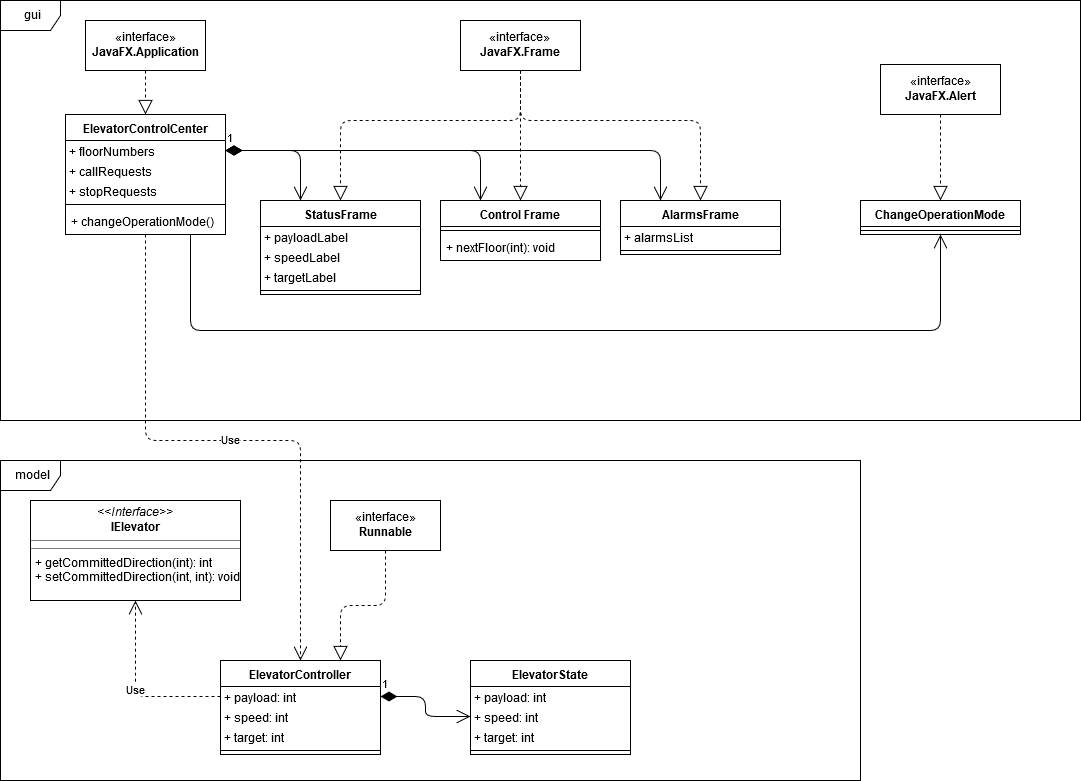 gui
«interface»
JavaFX.Application
«interface»
JavaFX.Frame
«interface»
JavaFX.Alert
ElevatorControlCenter
+ floorNumbers
+ callRequests
+ stopRequests
+ changeOperationMode()
1
StatusFrame
+ payloadLabel
+ speedLabel
+ targetLabel
Control Frame
+ nextFloor(int): void
AlarmsFrame
+ alarmsList
ChangeOperationMode
Use
model
<<Interface>>
IElevator
+ getCommittedDirection(int): int
+ setCommittedDirection(int, int): void
«interface»
Runnable
Use
ElevatorController
+ payload: int
+ speed: int
+ target: int
1
ElevatorState
+ payload: int
+ speed: int
+ target: int